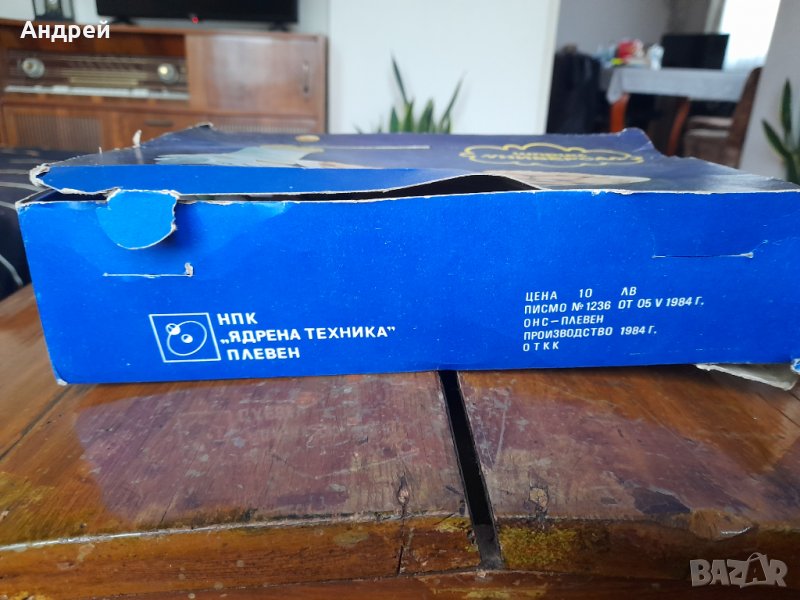 Андрей
НПК
„ЯДРЕНА ТЕХНИКА”
ПЛЕВЕН
ЦЕНА 10 ЛВ
ПИСМО № 1236 ОТ 05 V 1984 Г.
ОНС – ПЛЕВЕН
ПРОИЗВОДСТВО 1984 Г.
ОТКК
BAZAR